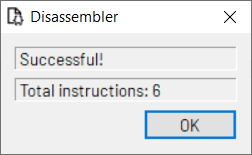 Disassembler
Successful!
Total instructions: 6
OK